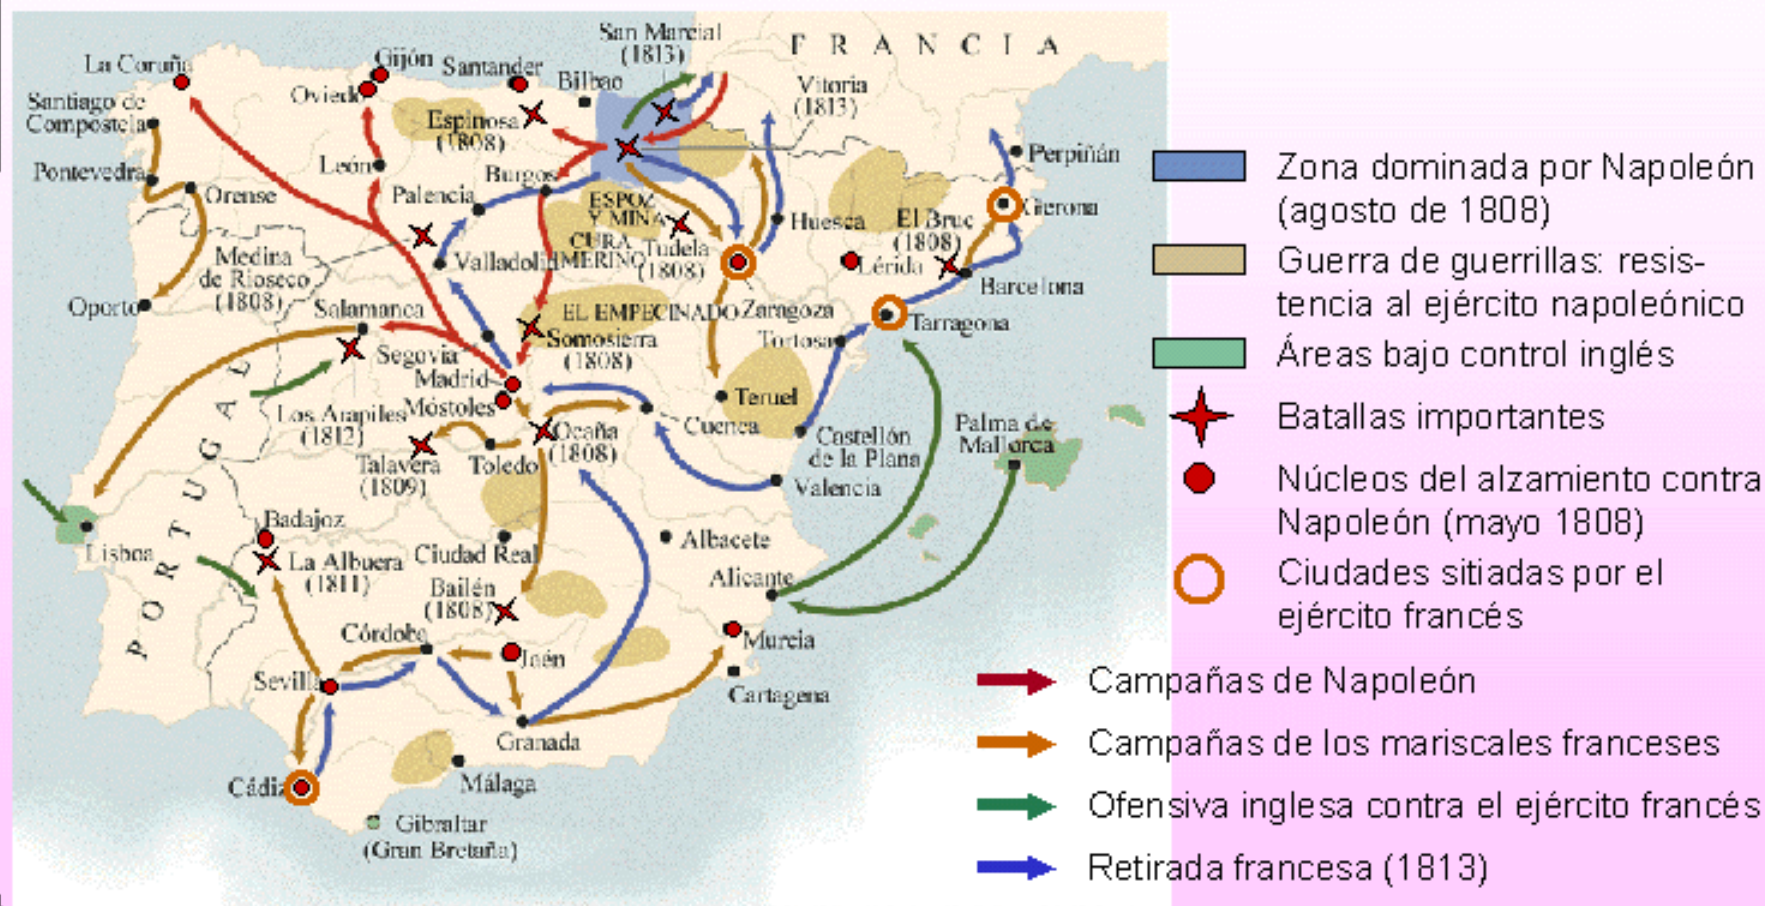 San Marcial
(1813)
F R A N C I A
La Coruña
Gijón
Santander
Bilbao
Vitoria
(1813)
Oviedo
Santiago de
Compostela
Espinosa
(1808)
Perpiñán
Pontevedra
León
Burgos
Orense
Palencia
ESPOZ
Y MINA
Huesca
El Bruc
(1808)
Gerona
Medina
de Rioseco
(1808)
Valladolid
CURA
MERINO
Tudela
(1808)
Lérida
Barcelona
Oporto
Salamanca
EL EMPECINADO
Zaragoza
Tarragona
Segovia
Somosierra
(1808)
Tortosa
Madrid
Móstoles
Teruel
Los Arapiles
(1812)
Ocaña
(1808)
Cuenca
Castellón
de la Plana
Palma de
Mallorca
Talavera
(1809)
Toledo
Valencia
P O R T U G A L
Badajoz
Lisboa
La Albuera
(1811)
Ciudad Real
Albacete
Bailén
(1808)
Alicante
Córdoba
Jaén
Murcia
Sevilla
Cartagena
Granada
Cádiz
Málaga
Gibraltar
(Gran Bretaña)
Zona dominada por Napoleón
(agosto de 1808)
Guerra de guerrillas: resis-
tencia al ejército napoleónico
Áreas bajo control inglés
Batallas importantes
Núcleos del alzamiento contra
Napoleón (mayo 1808)
Ciudades sitiadas por el
ejército francés
Campañas de Napoleón
Campañas de los mariscales franceses
Ofensiva inglesa contra el ejército francés
Retirada francesa (1813)